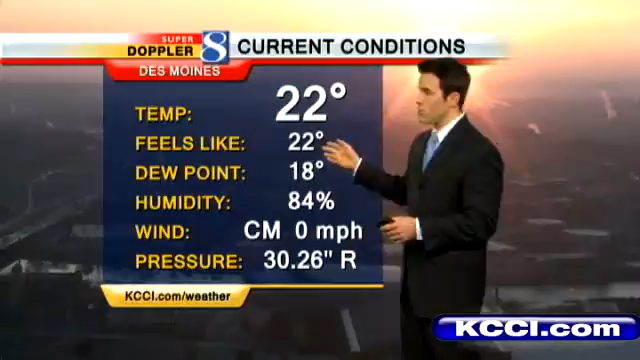 SUPER
DOPPLER 8 CURRENT CONDITIONS
DES MOINES
TEMP: 22°
FEELS LIKE: 22°
DEW POINT: 18°
HUMIDITY: 84%
WIND: CM 0 mph
PRESSURE: 30.26" R
KCCI.com/weather
KCCI.com